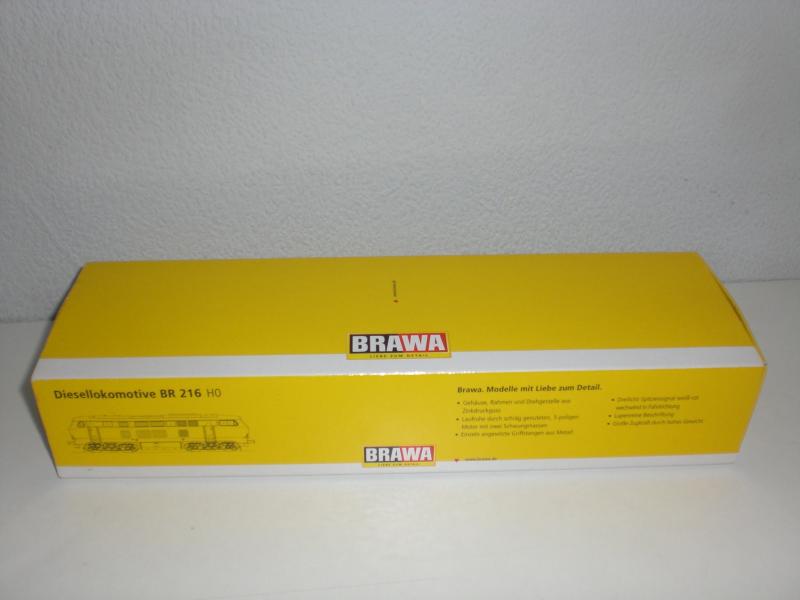 BRAWA
LIEBE ZUM DETAIL
Diesellokomotive BR 216 H0
Brawa. Modelle mit Liebe zum Detail.
• Gehäuse, Rahmen und Drehgestelle aus
Zinkdruckguss
• Laufruhe durch schräg genuteten, 5-poligen
Motor mit zwei Schwungmassen
• Einzeln angesetzte Griffstangen aus Metall
• Dreilicht-Spitzensignal weiß-rot
wechselnd in Fahrtrichtung
• Lupenreine Beschriftung
• Große Zugkraft durch hohes Gewicht
BRAWA
LIEBE ZUM DETAIL
www.brawa.de